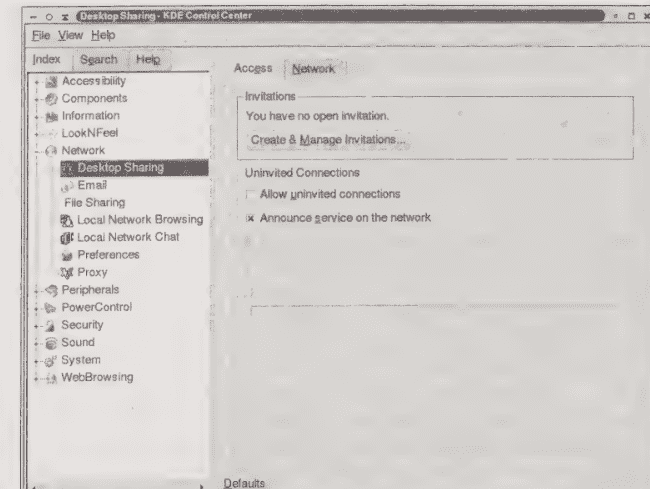 Desktop Sharing - KDE Control Center
File View Help
Index Search Help
Accessibility
Components
Information
LookNFeel
Network
Desktop Sharing
Email
File Sharing
Local Network Browsing
Local Network Chat
Preferences
Proxy
Peripherals
PowerControl
Security
Sound
System
WebBrowsing
Access Network
Invitations
You have no open invitation.
Create & Manage Invitations...
Uninvited Connections
Allow uninvited connections
Announce service on the network
Defaults